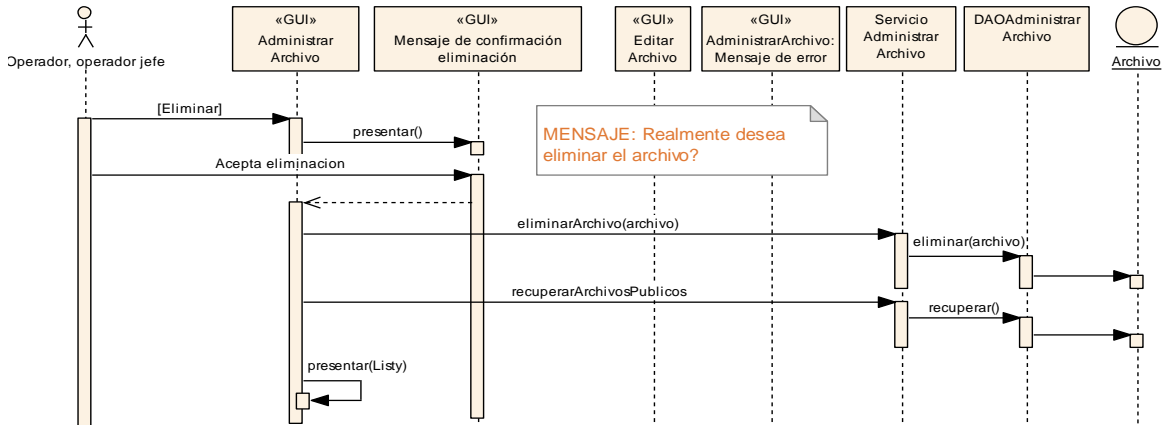 Operador, operador jefe
«GUI»
Administrar
Archivo
«GUI»
Mensaje de confirmación
eliminación
«GUI»
Editar
Archivo
«GUI»
AdministrarArchivo:
Mensaje de error
Servicio
Administrar
Archivo
DAOAdministrar
Archivo
Archivo
[Eliminar]
presentar()
MENSAJE: Realmente desea
eliminar el archivo?
Acepta eliminacion
eliminarArchivo(archivo)
eliminar(archivo)
recuperarArchivosPublicos
recuperar()
presentar(Listy)